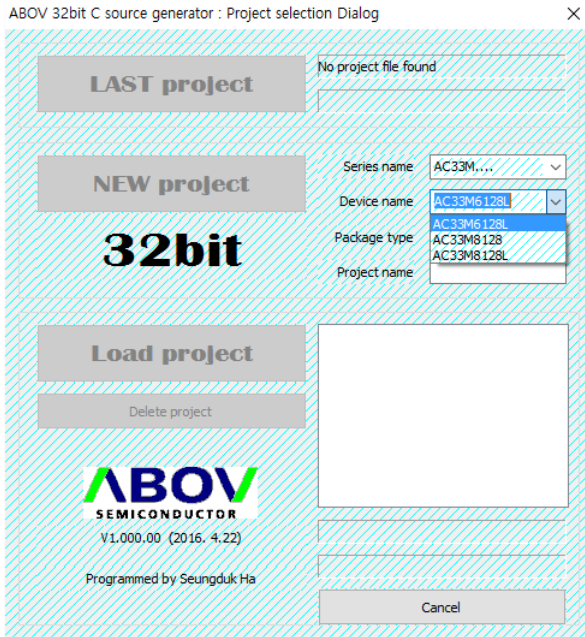 ABOV 32bit C source generator : Project selection Dialog
LAST project
No project file found
NEW project
Series name
AC33M....
Device name
AC33M6128L
AC33M6128L
AC33M8128
AC33M8128L
32bit
Package type
Project name
Load project
Delete project
ABOV
SEMICONDUCTOR
V1.000.00 (2016. 4.22)
Programmed by Seungduk Ha
Cancel